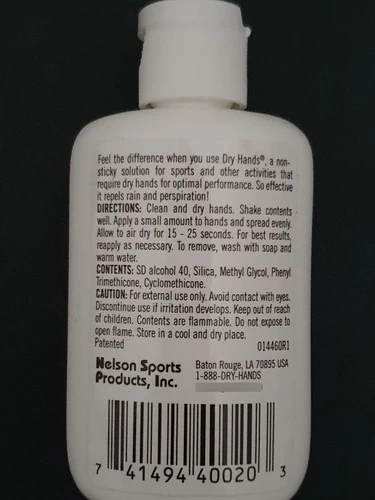 Feel the difference when you use Dry Hands®, a non-
sticky solution for sports and other activities that
require dry hands for optimal performance. So effective
it repels rain and perspiration!
DIRECTIONS: Clean and dry hands. Shake contents
well. Apply a small amount to hands and spread evenly.
Allow to air dry for 15 - 25 seconds. For best results,
reapply as necessary. To remove, wash with soap and
warm water.
CONTENTS: SD alcohol 40, Silica, Methyl Glycol, Phenyl
Trimethicone, Cyclomethicone.
CAUTION: For external use only. Avoid contact with eyes.
Discontinue use if irritation develops. Keep out of reach
of children. Contents are flammable. Do not expose to
open flame. Store in a cool and dry place.
Patented 014460R1
Nelson Sports
Products, Inc.
Baton Rouge, LA 70895 USA
1-888-DRY-HANDS
7 41494 40020 3